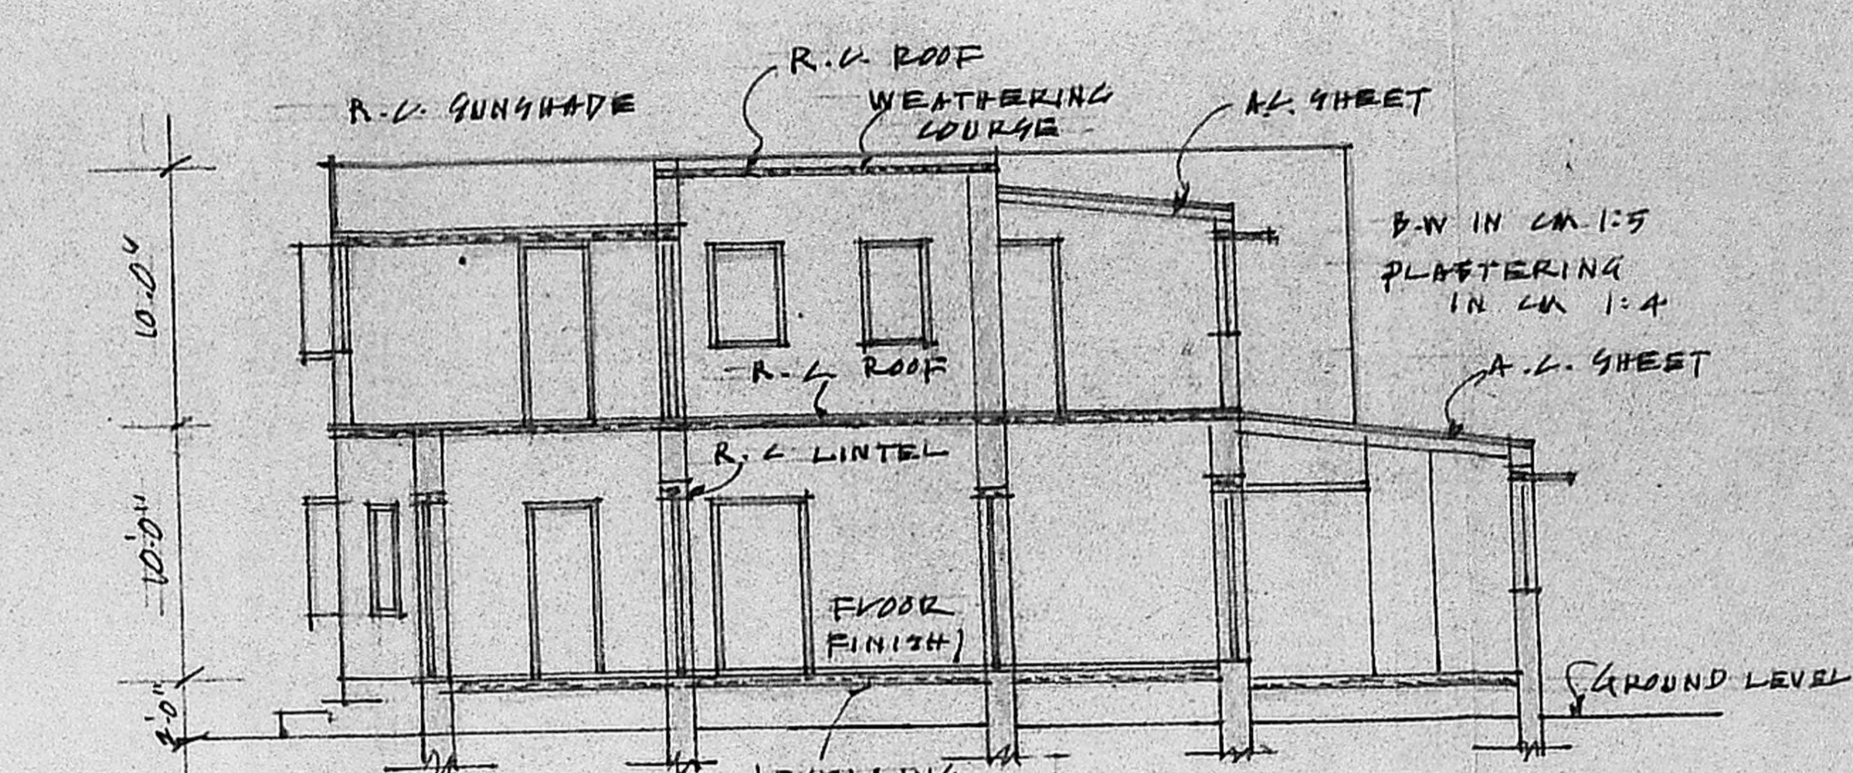 R.C. ROOF
R.C. SUNSHADE
WEATHERING
COURSE
A.C. SHEET
10'.0"
B.W IN CM 1:5
PLASTERING
IN CM 1:4
R.C ROOF
A.C. SHEET
R.C LINTEL
10'.0"
FLOOR
FINISH
GROUND LEVEL
2'.0"